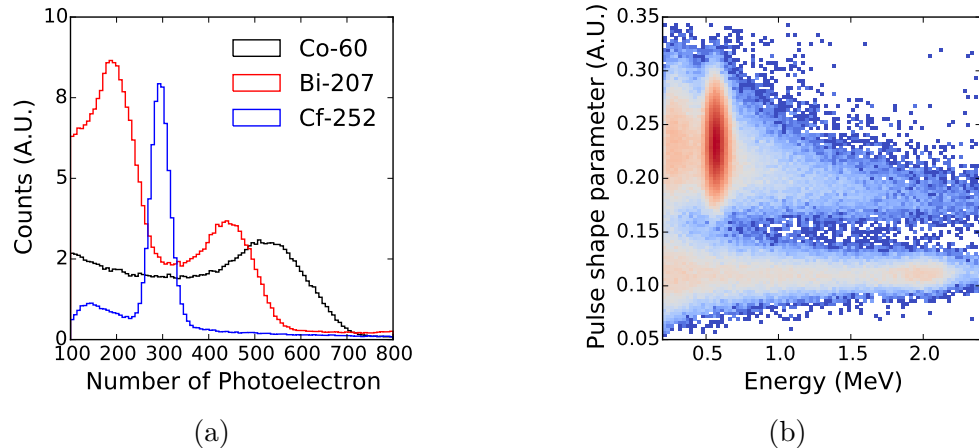 10
8
5
2
0
100 200 300 400 500 600 700 800
Counts (A.U.)
Number of Photoelectron
Co-60
Bi-207
Cf-252
(a)
0.35
0.30
0.25
0.20
0.15
0.10
0.05
0.5 1.0 1.5 2.0
Pulse shape parameter (A.U.)
Energy (MeV)
(b)